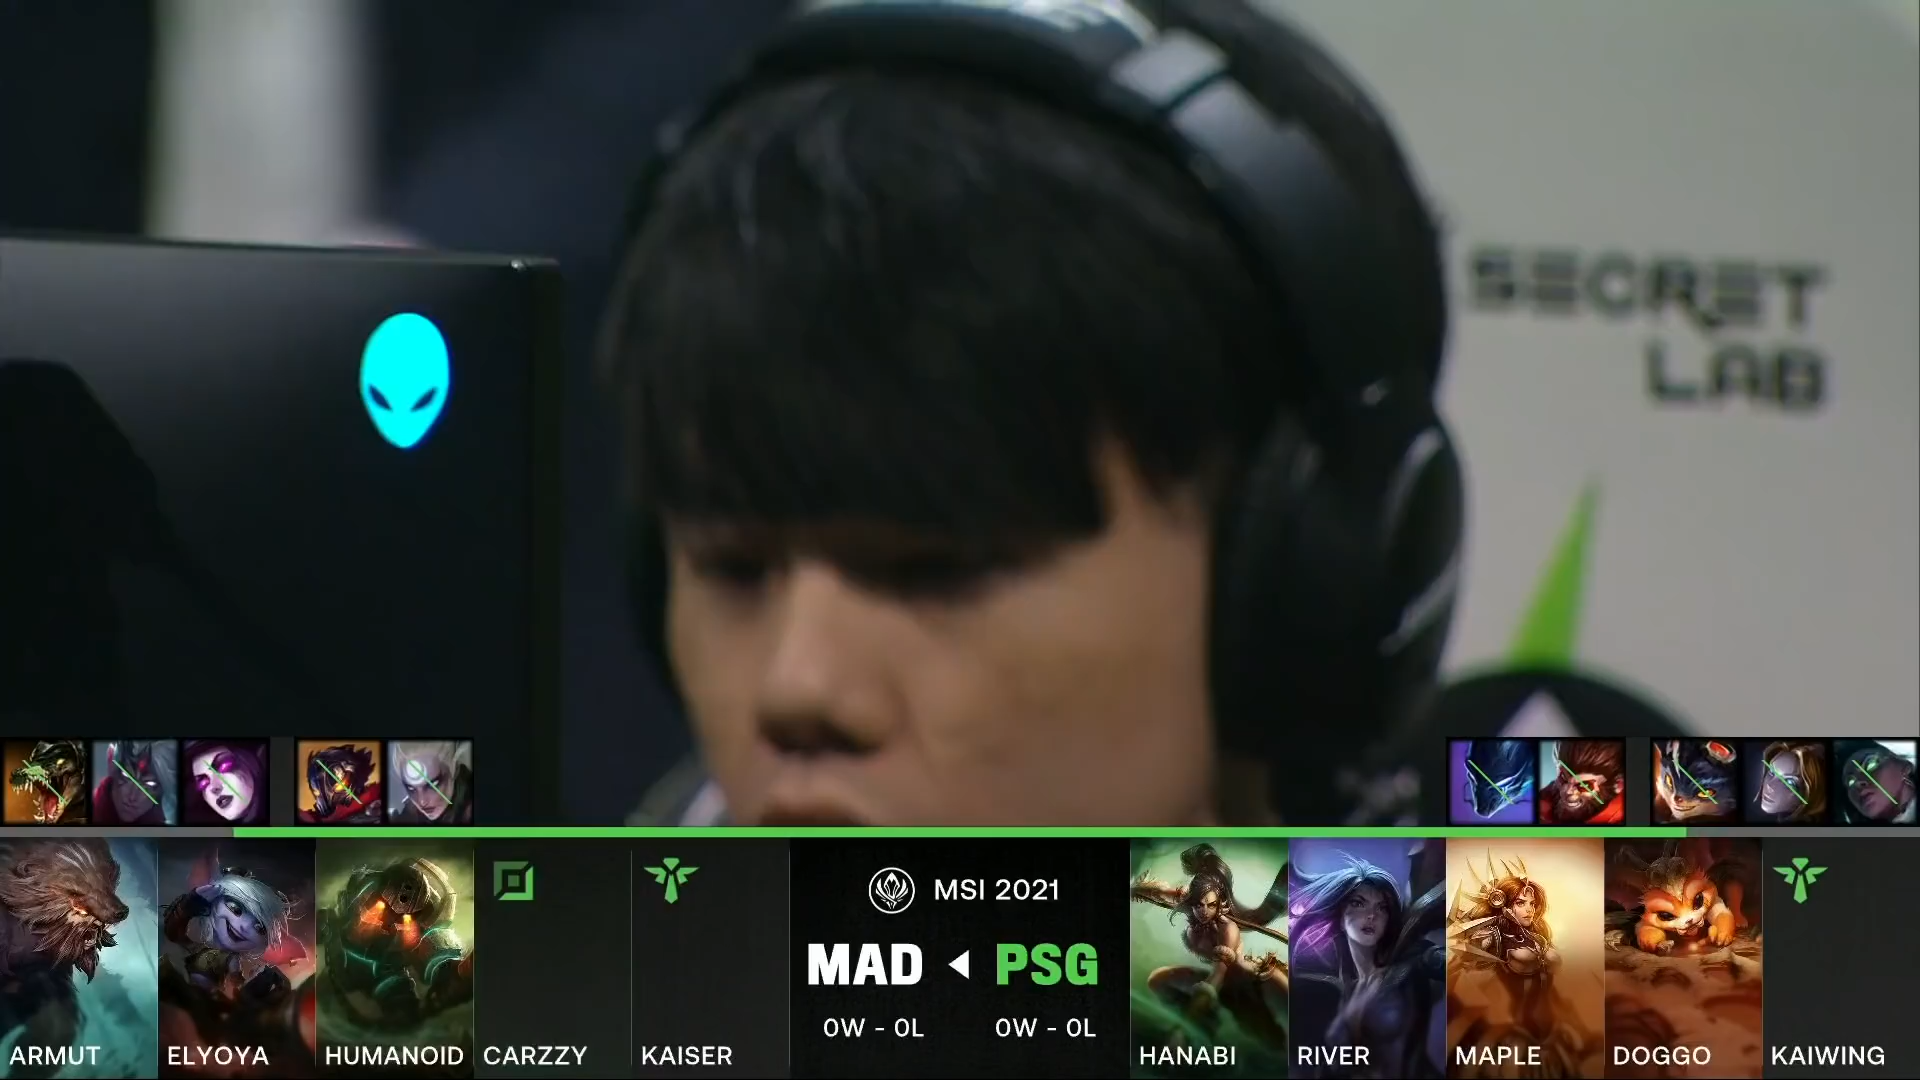 SECRET
LAB
MSI 2021
MAD PSG
0W - 0L 0W - 0L
ARMUT ELYOYA HUMANOID CARZZY KAISER HANABI RIVER MAPLE DOGGO KAIWING